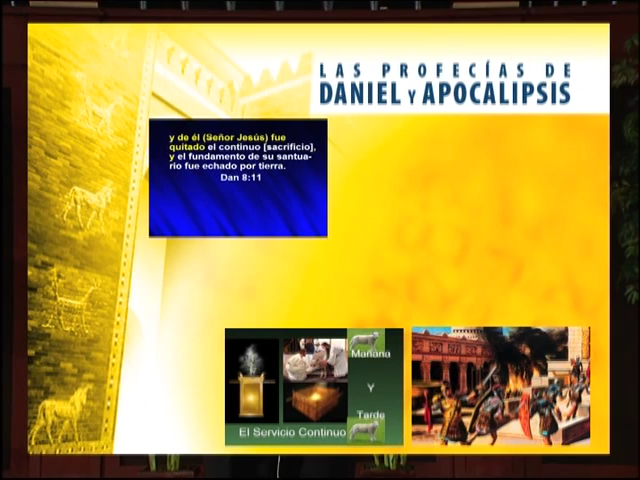 LAS PROFECÍAS DE
DANIEL Y APOCALIPSIS
y de él (Señor Jesús) fue
quitado el continuo [sacrificio],
y el fundamento de su santua-
rio fue echado por tierra.
Dan 8:11
Mañana
Y
Tarde
El Servicio Continuo